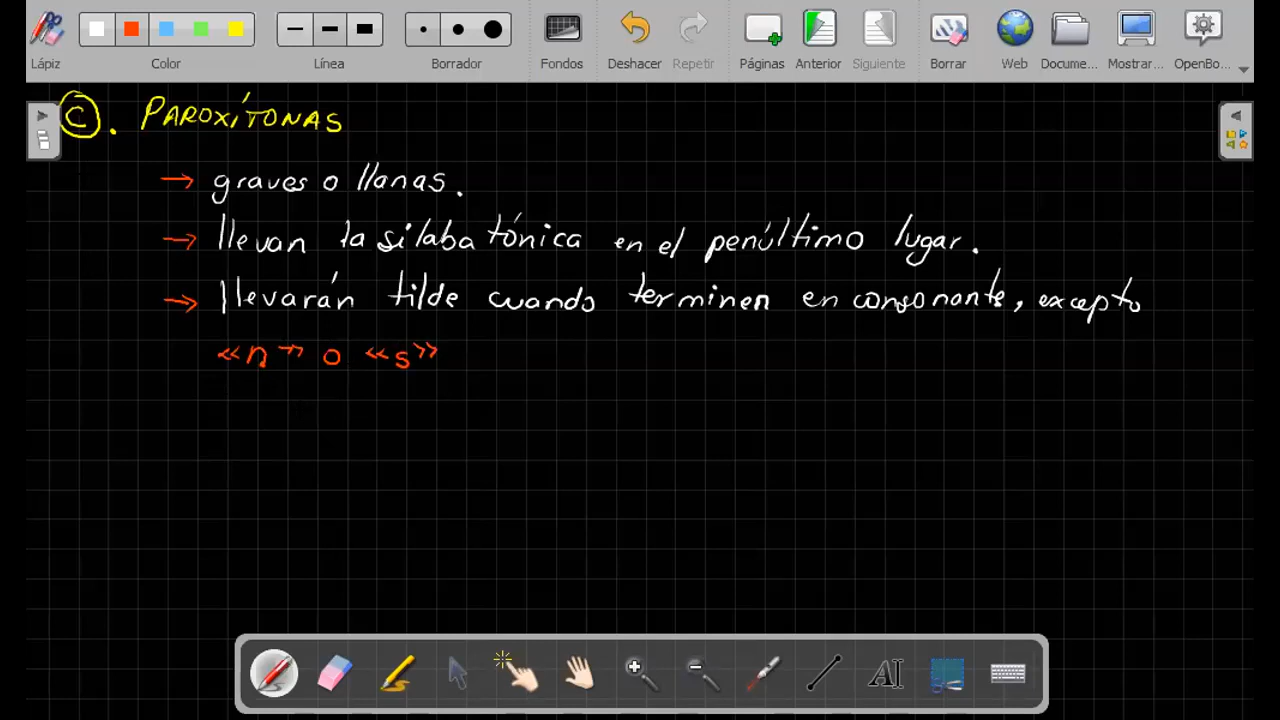 Lápiz Color Línea Borrador Fondos Deshacer Repetir Páginas Anterior Siguiente Borrar Web Docume... Mostrar... OpenBo...
C. PAROXÍTONAS
→ graves o llanas.
→ llevan la sílaba tónica en el penúltimo lugar.
→ llevarán tilde cuando terminen en consonante, excepto
«n» o «s»
AI